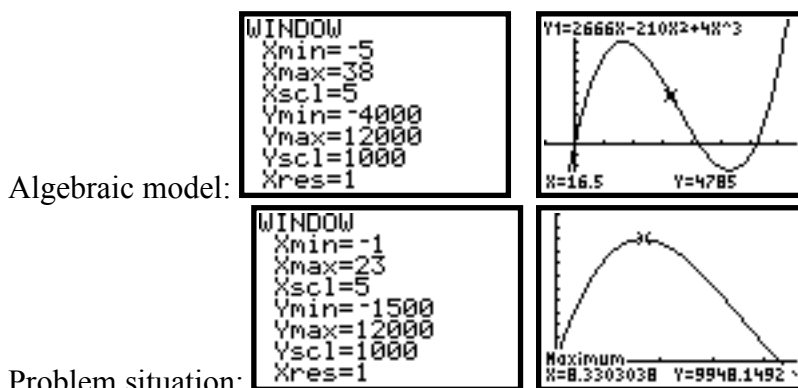 WINDOW
Xmin=-5
Xmax=38
Xscl=5
Ymin=-4000
Ymax=12000
Yscl=1000
Xres=1
Y1=2666X-210X2+4X^3
X=16.5 Y=4785
Algebraic model:
WINDOW
Xmin=-1
Xmax=23
Xscl=5
Ymin=-1500
Ymax=12000
Yscl=1000
Xres=1
Maximum
X=8.3303038 Y=9948.1492
Problem situation: